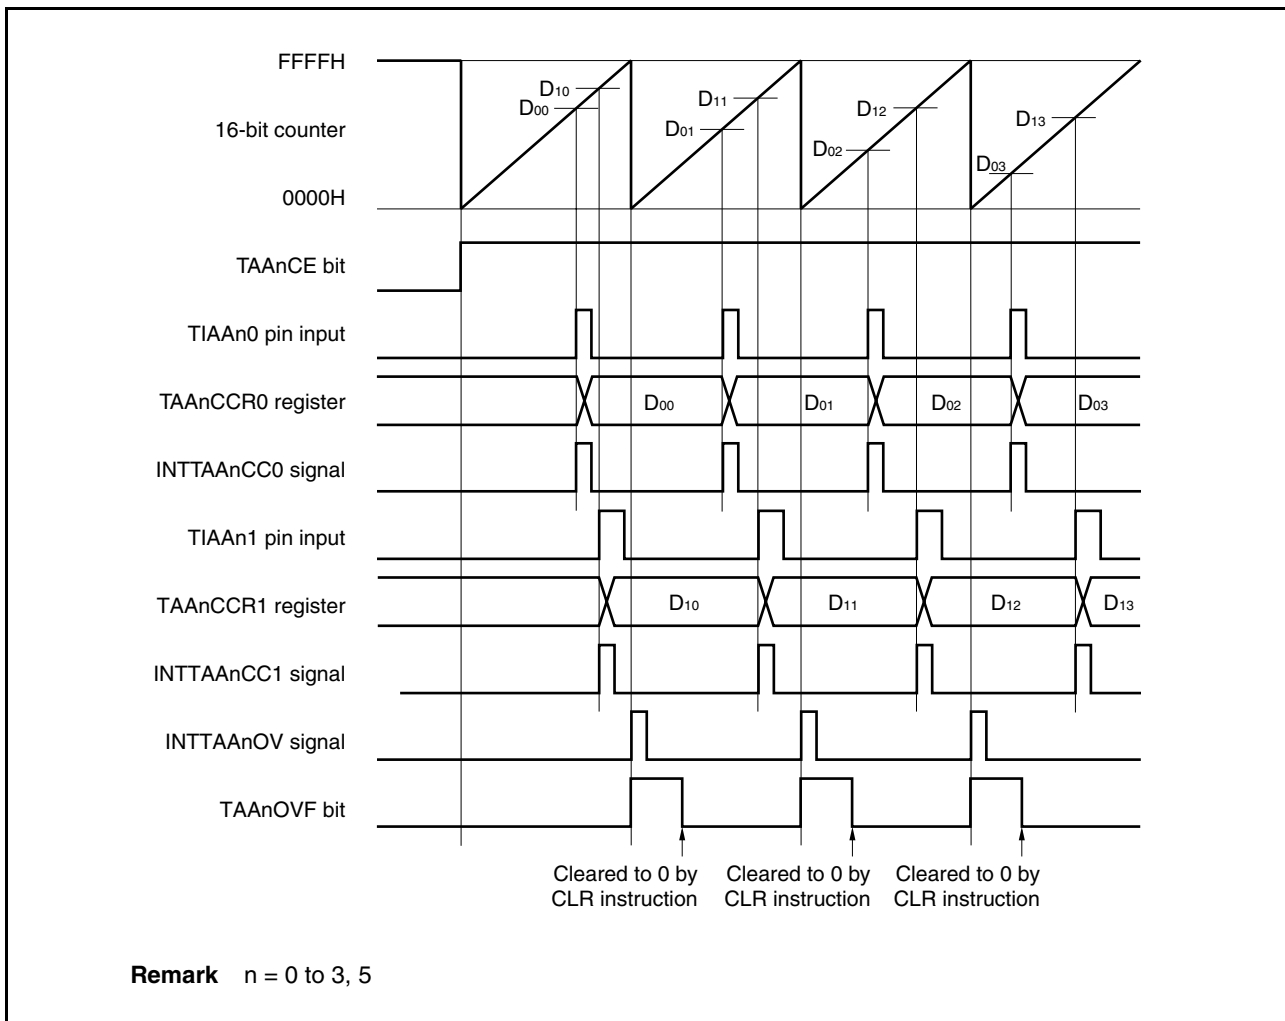 FFFFH
D10
D00
D11
D01
D12
D02
D13
D03
16-bit counter
0000H
TAAnCE bit
TIAAn0 pin input
TAAnCCR0 register
D00
D01
D02
D03
INTTAAnCC0 signal
TIAAn1 pin input
TAAnCCR1 register
D10
D11
D12
D13
INTTAAnCC1 signal
INTTAAnOV signal
TAAnOVF bit
Cleared to 0 by
CLR instruction
Cleared to 0 by
CLR instruction
Cleared to 0 by
CLR instruction
Remark n = 0 to 3, 5